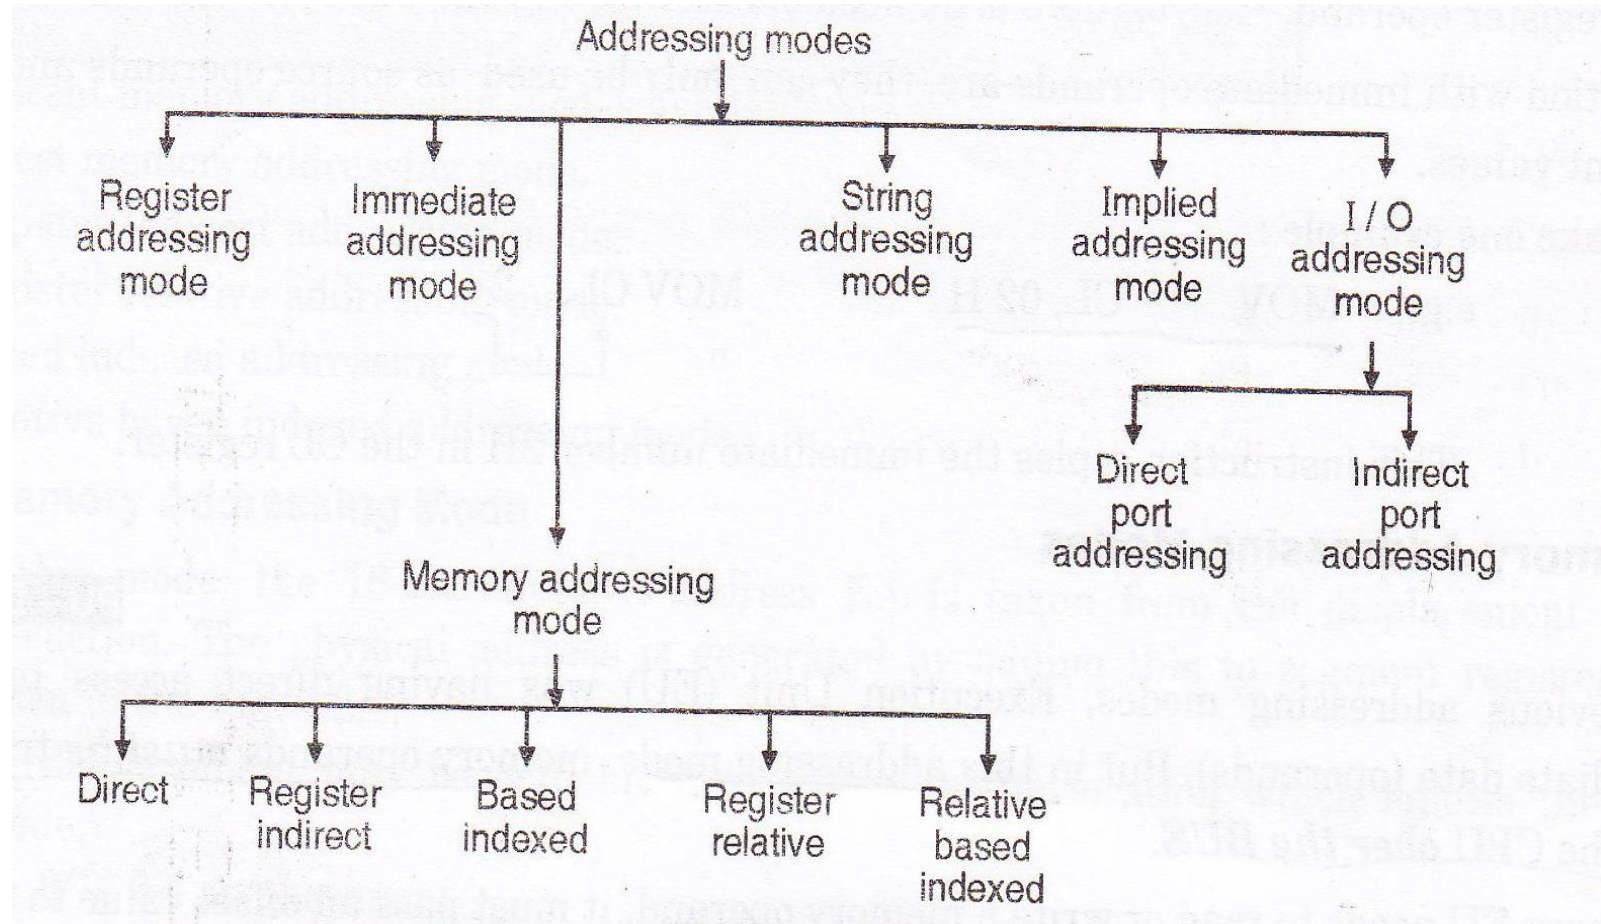 Addressing modes
Register
addressing
mode
Immediate
addressing
mode
String
addressing
mode
Implied
addressing
mode
I / O
addressing
mode
Direct
port
addressing
Indirect
port
addressing
Memory addressing
mode
Direct
Register
indirect
Based
indexed
Register
relative
Relative
based
indexed